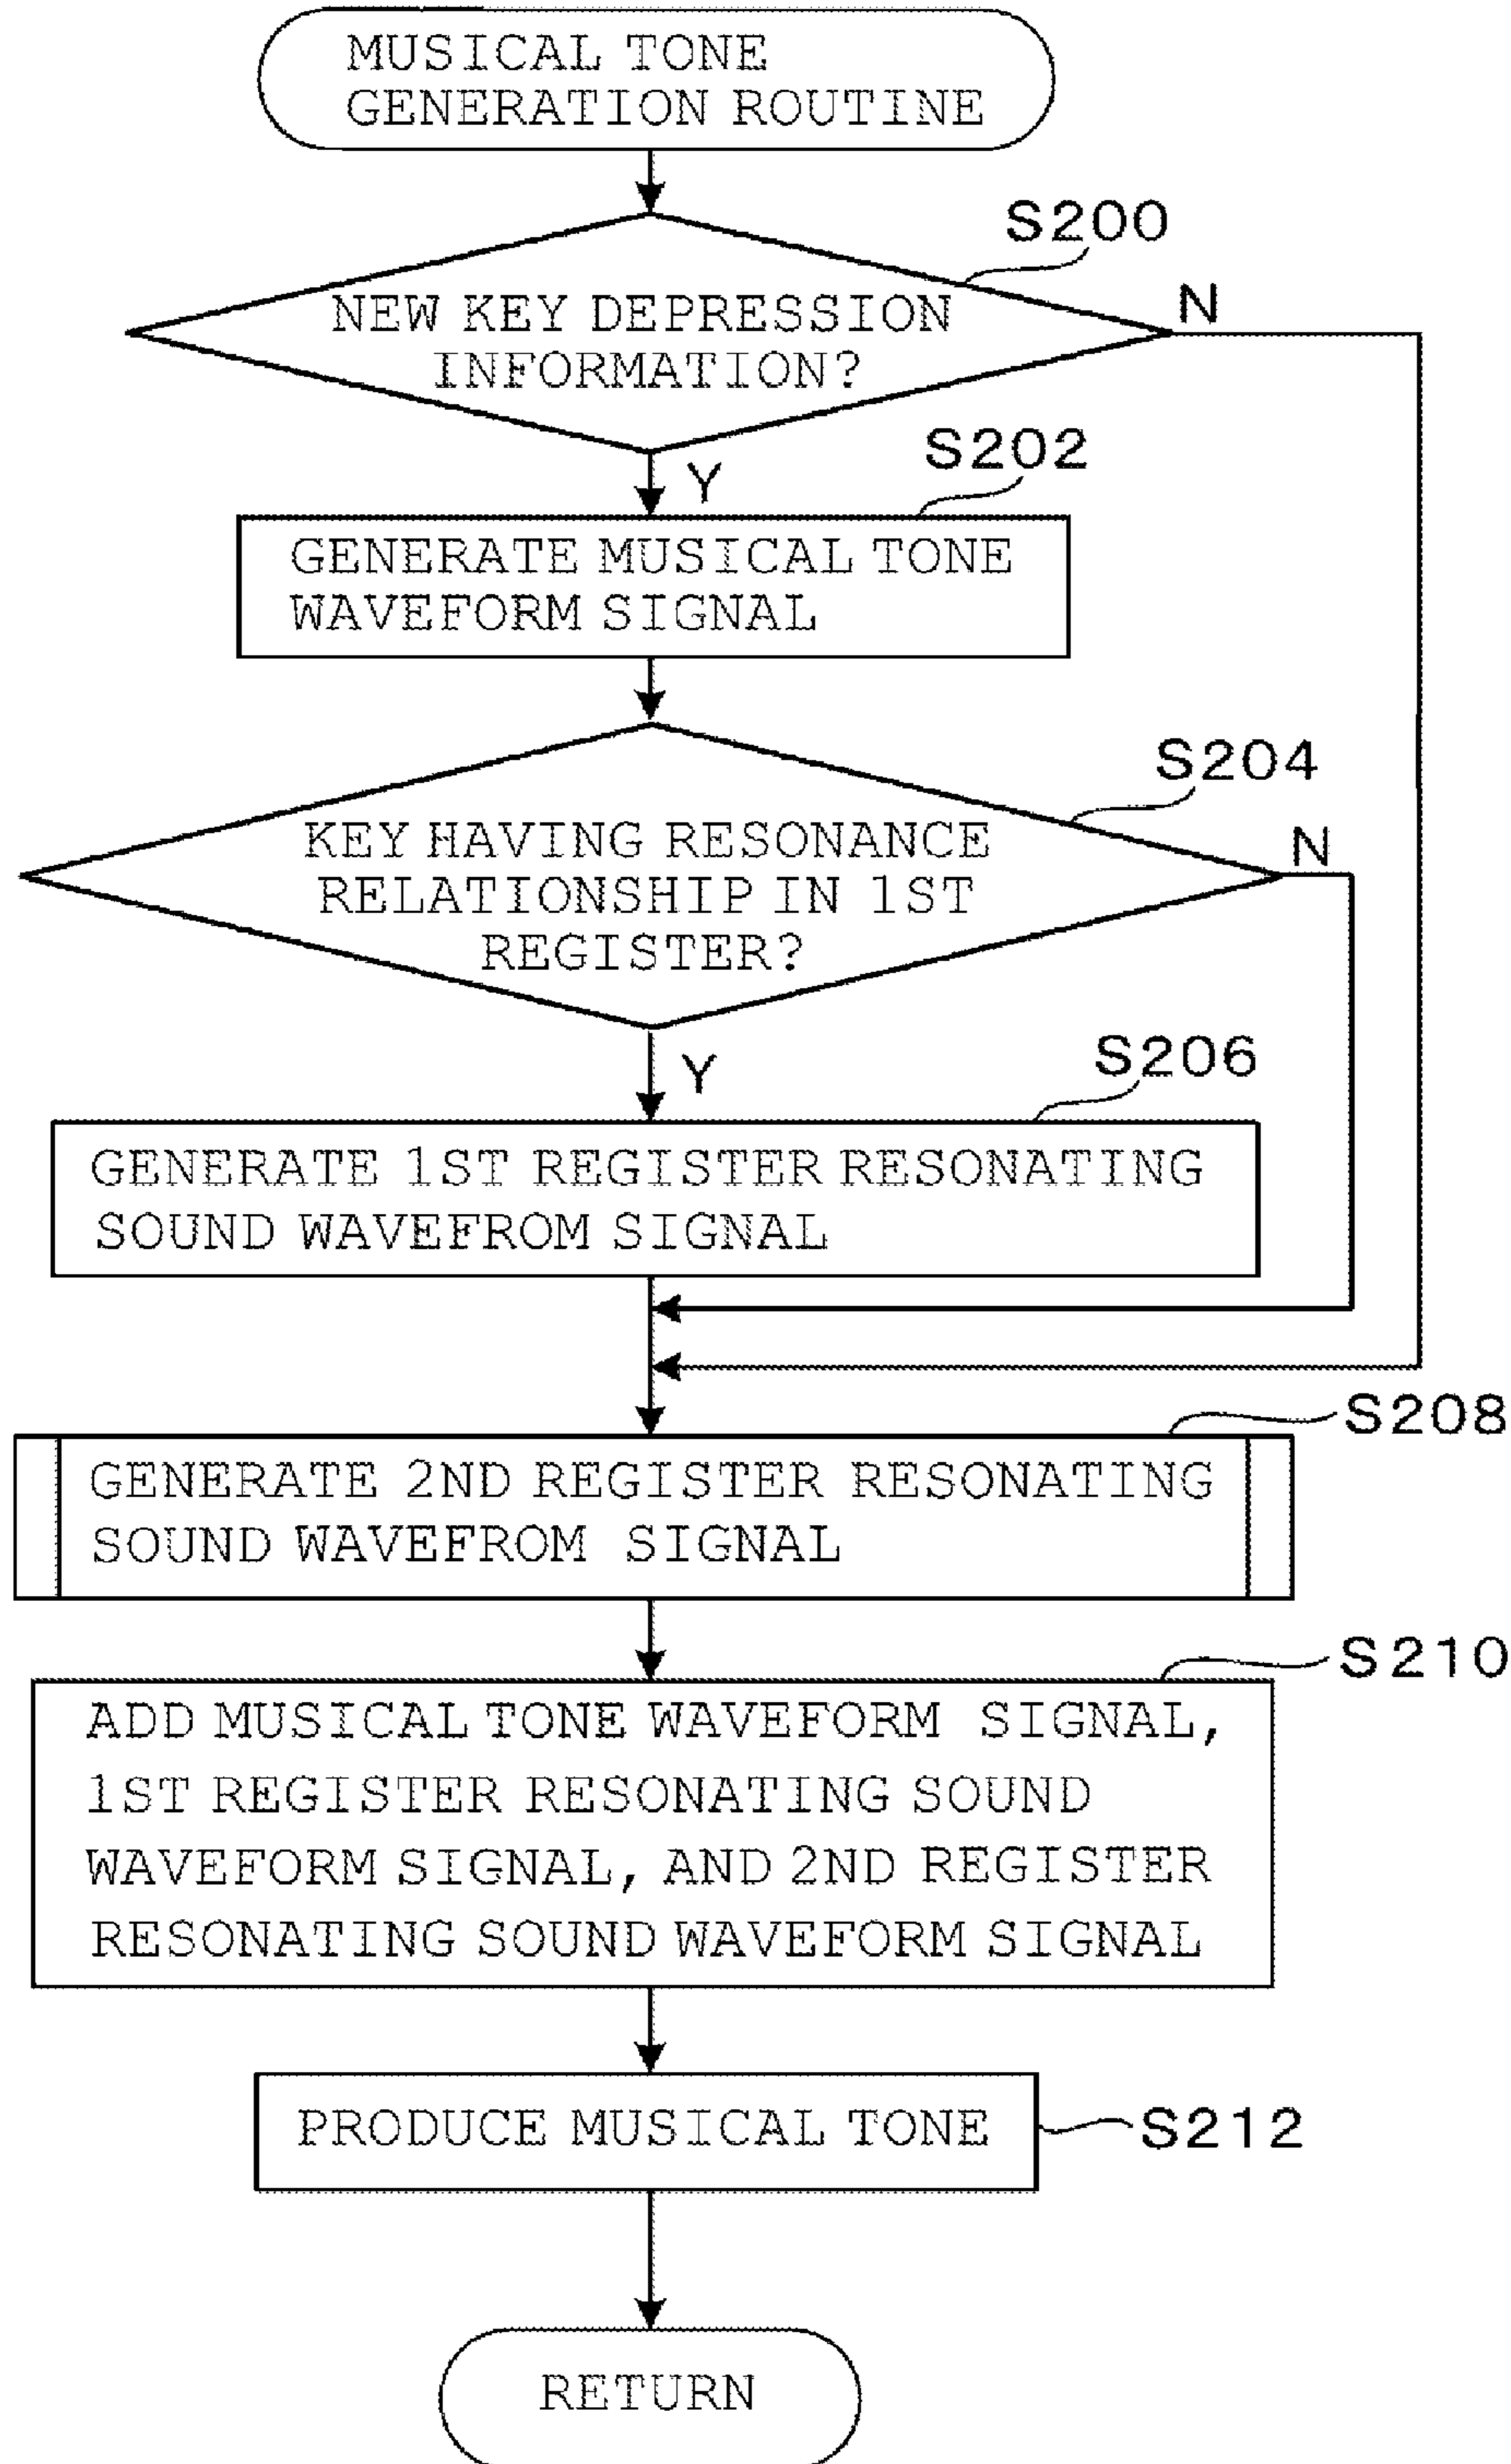 MUSICAL TONE
GENERATION ROUTINE
S200
NEW KEY DEPRESSION
INFORMATION?
N
Y
S202
GENERATE MUSICAL TONE
WAVEFORM SIGNAL
S204
KEY HAVING RESONANCE
RELATIONSHIP IN 1ST
REGISTER?
N
Y
S206
GENERATE 1ST REGISTER RESONATING
SOUND WAVEFROM SIGNAL
S208
GENERATE 2ND REGISTER RESONATING
SOUND WAVEFROM SIGNAL
S210
ADD MUSICAL TONE WAVEFORM SIGNAL,
1ST REGISTER RESONATING SOUND
WAVEFORM SIGNAL, AND 2ND REGISTER
RESONATING SOUND WAVEFORM SIGNAL
PRODUCE MUSICAL TONE
S212
RETURN